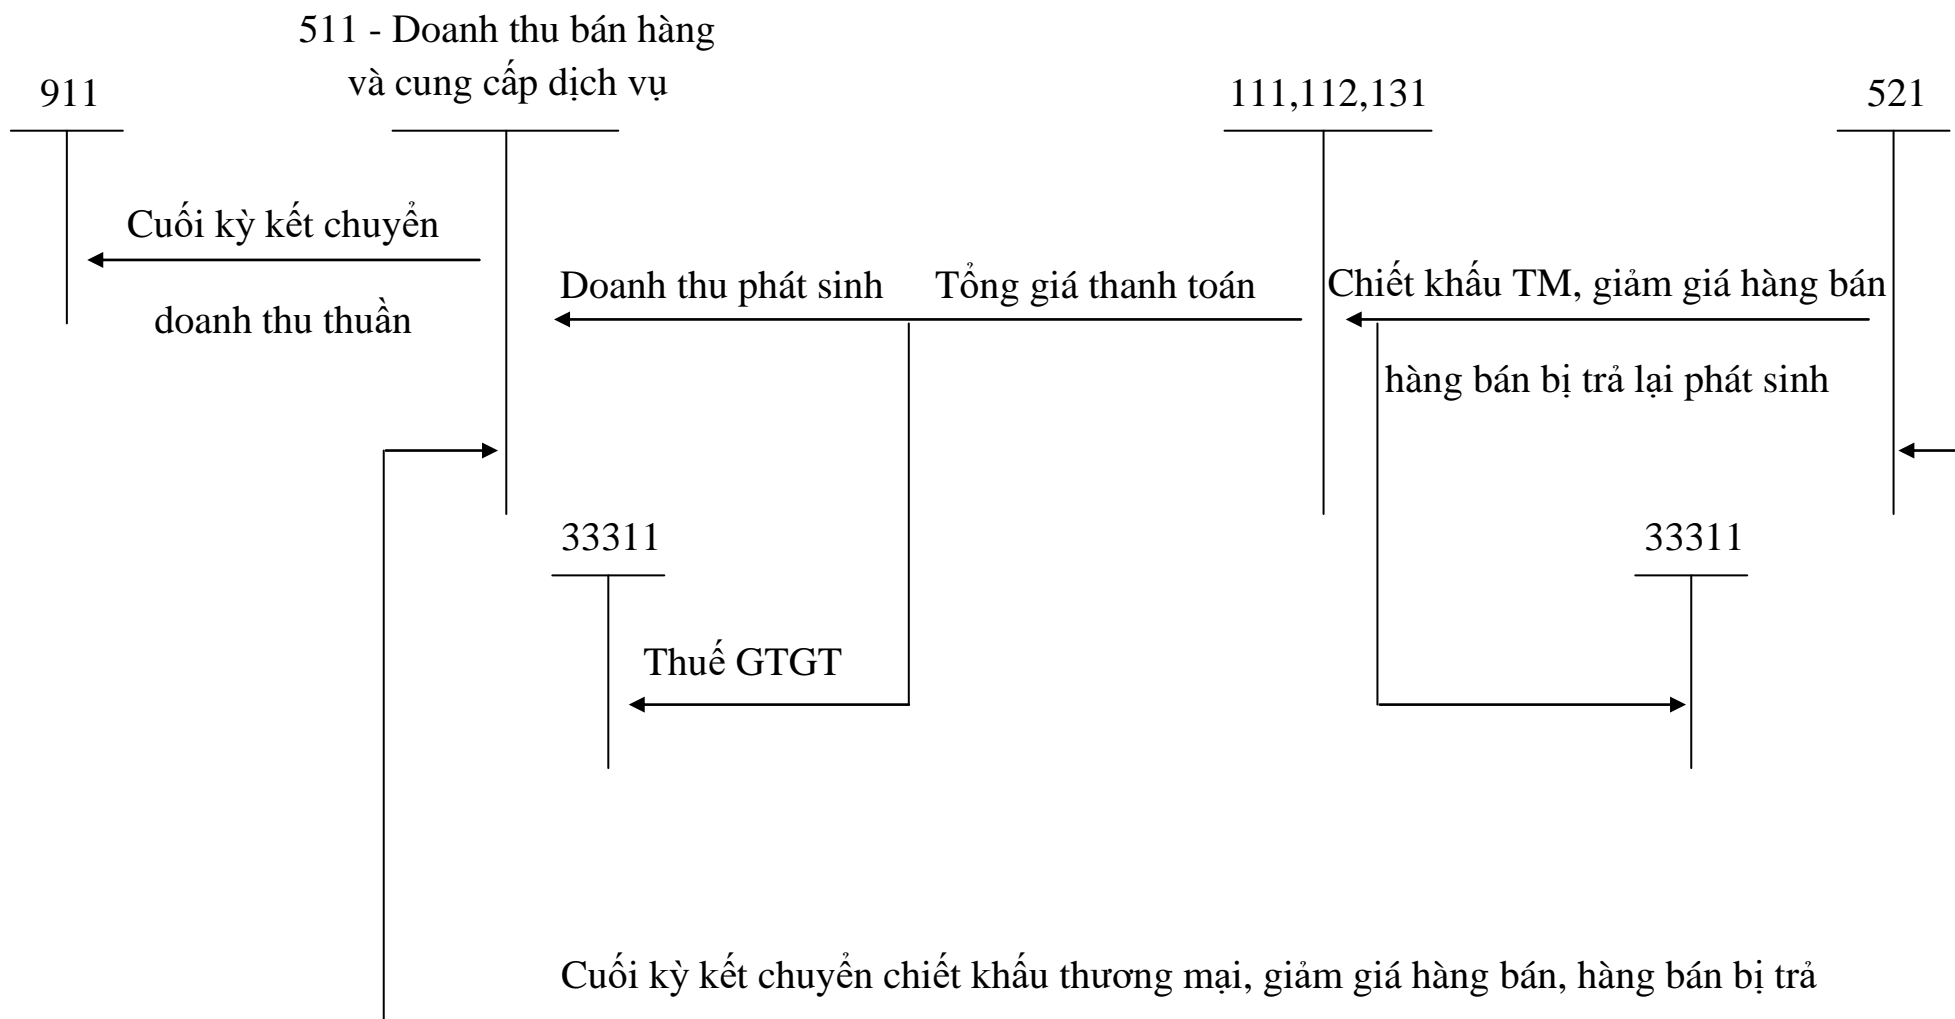 511 - Doanh thu bán hàng
và cung cấp dịch vụ
911
111,112,131
521
Cuối kỳ kết chuyển
doanh thu thuần
Doanh thu phát sinh
Tổng giá thanh toán
Chiết khấu TM, giảm giá hàng bán
hàng bán bị trả lại phát sinh
33311
33311
Thuế GTGT
Cuối kỳ kết chuyển chiết khấu thương mại, giảm giá hàng bán, hàng bán bị trả